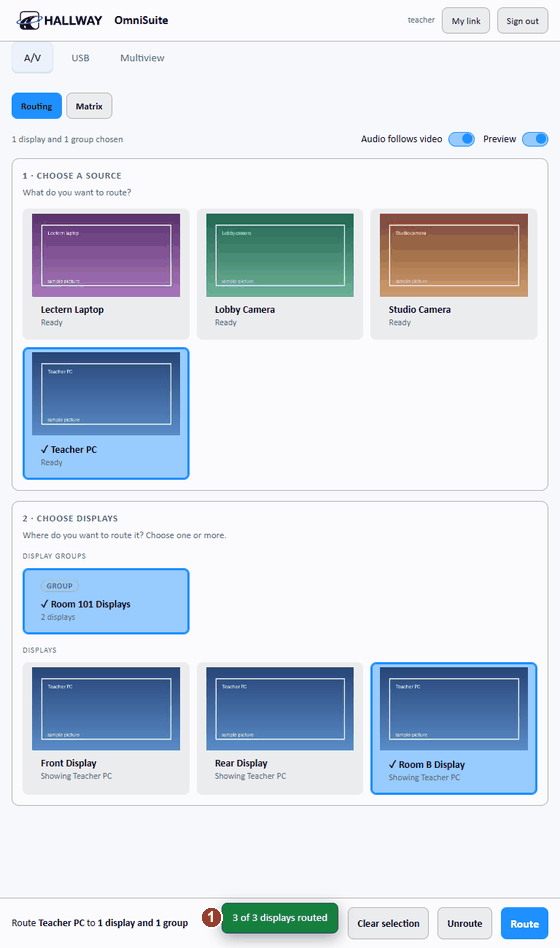 HALLWAY OmniSuite teacher My link Sign out
A/V USB Multiview
Routing Matrix
1 display and 1 group chosen Audio follows video Preview
1 · CHOOSE A SOURCE
What do you want to route?
Lectern laptop Lobby camera Studio camera
sample picture sample picture sample picture
Lectern Laptop Lobby Camera Studio Camera
Ready Ready Ready
Teacher PC
sample picture
✓ Teacher PC
Ready
2 · CHOOSE DISPLAYS
Where do you want to route it? Choose one or more.
DISPLAY GROUPS
GROUP
✓ Room 101 Displays
2 displays
DISPLAYS
Teacher PC Teacher PC Teacher PC
sample picture sample picture sample picture
Front Display Rear Display ✓ Room B Display
Showing Teacher PC Showing Teacher PC Showing Teacher PC
Route Teacher PC to 1 display and 1 group 1 3 of 3 displays routed Clear selection Unroute Route